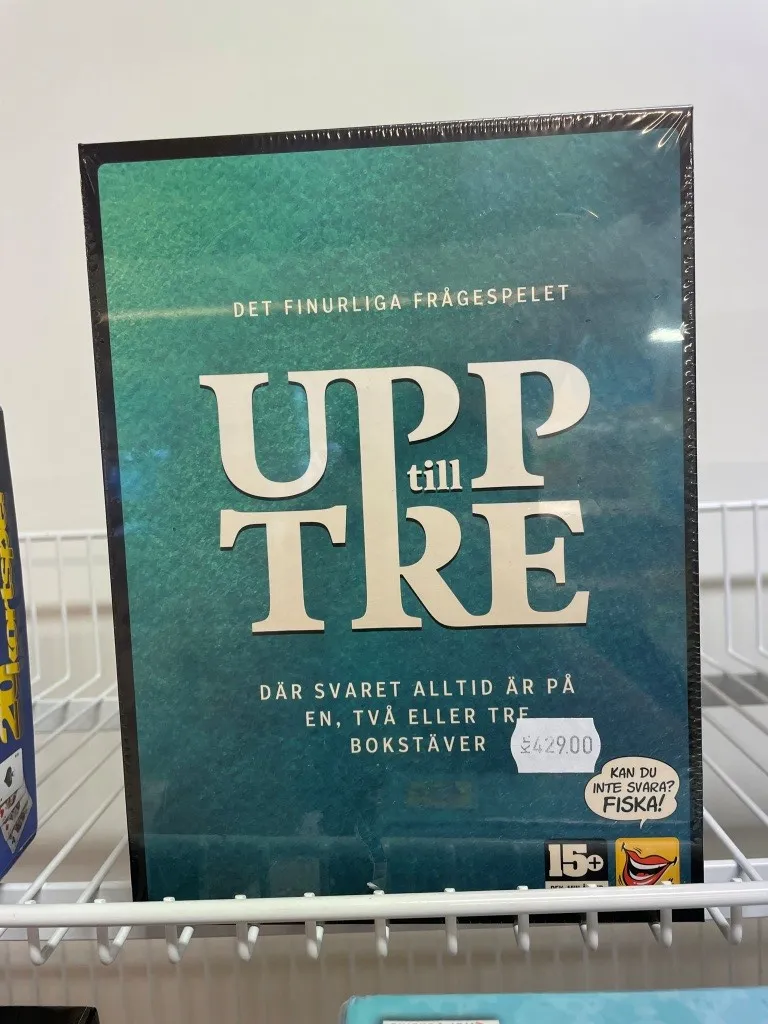 DET FINURLIGA FRÅGESPELET
UPP
till
TRE
DÄR SVARET ALLTID ÄR PÅ
EN, TVÅ ELLER TRE
BOKSTÄVER
429.00
KAN DU
INTE SVARA?
FISKA!
15+